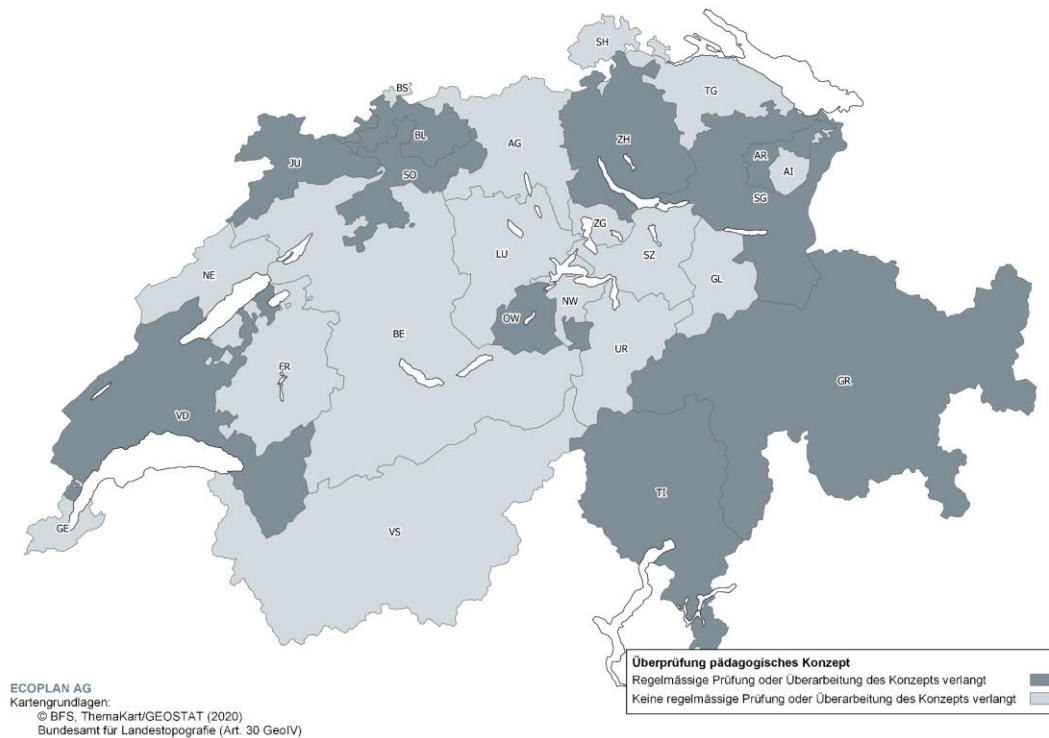 SH
BS
TG
BL
AG
ZH
JU
AR
AI
SO
SG
ZG
LU
SZ
NE
GL
NW
OW
BE
UR
FR
GR
VD
TI
GE
VS
Überprüfung pädagogisches Konzept
Regelmässige Prüfung oder Überarbeitung des Konzepts verlangt
Keine regelmässige Prüfung oder Überarbeitung des Konzepts verlangt
ECOPLAN AG
Kartengrundlagen:
© BFS, ThemaKart/GEOSTAT (2020)
Bundesamt für Landestopografie (Art. 30 GeoIV)